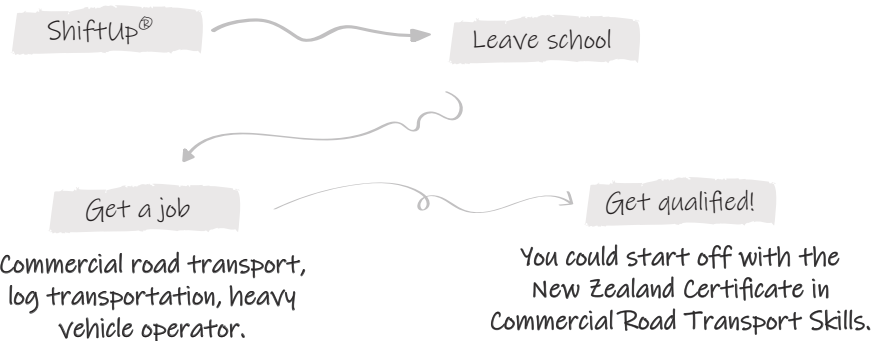 ShiftUp®
Leave school
Get a job
Commercial road transport,
log transportation, heavy
vehicle operator.
Get qualified!
You could start off with the
New Zealand Certificate in
Commercial Road Transport Skills.